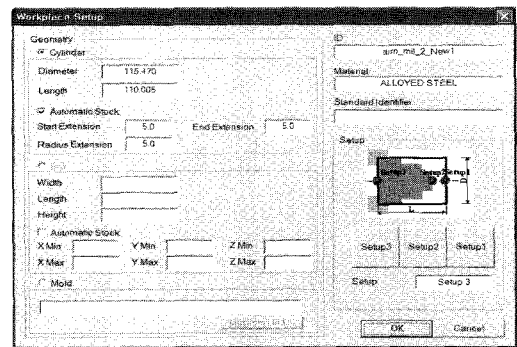 Workpiece Setup
Geometry
Cylinder
Diameter 115.470
Length 110.005
Automatic Stock
Start Extension 5.0 End Extension 5.0
Radius Extension 5.0
Width
Length
Height
Automatic Stock
X Min Y Min Z Min
X Max Y Max Z Max
Mold
ID
Material
ALLOYED STEEL
Standard Identifier
Setup
Setup2 Setup1
D
L
Setup3 Setup2 Setup1
Setup Setup 3
OK Cancel